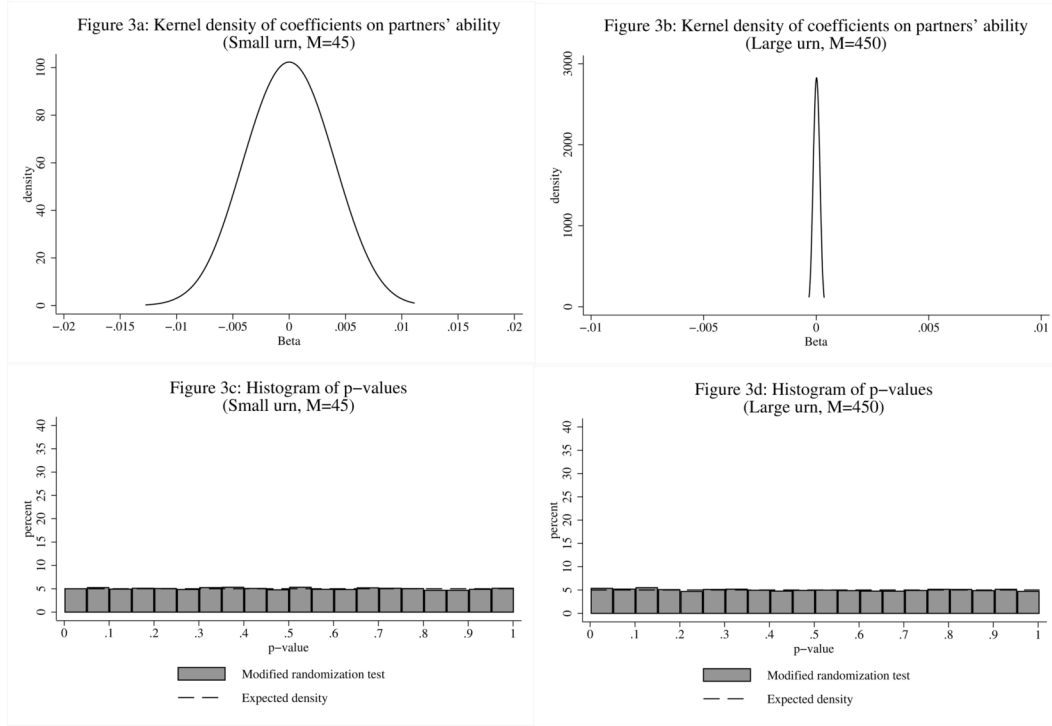 Figure 3a: Kernel density of coefficients on partners’ ability
(Small urn, M=45)
density
0 20 40 60 80 100
−.02 −.015 −.01 −.005 0 .005 .01 .015 .02
Beta
Figure 3b: Kernel density of coefficients on partners’ ability
(Large urn, M=450)
density
0 1000 2000 3000
−.01 −.005 0 .005 .01
Beta
Figure 3c: Histogram of p−values
(Small urn, M=45)
percent
0 5 10 15 20 25 30 35 40
0 .1 .2 .3 .4 .5 .6 .7 .8 .9 1
p−value
Modified randomization test
Expected density
Figure 3d: Histogram of p−values
(Large urn, M=450)
percent
0 5 10 15 20 25 30 35 40
0 .1 .2 .3 .4 .5 .6 .7 .8 .9 1
p−value
Modified randomization test
Expected density